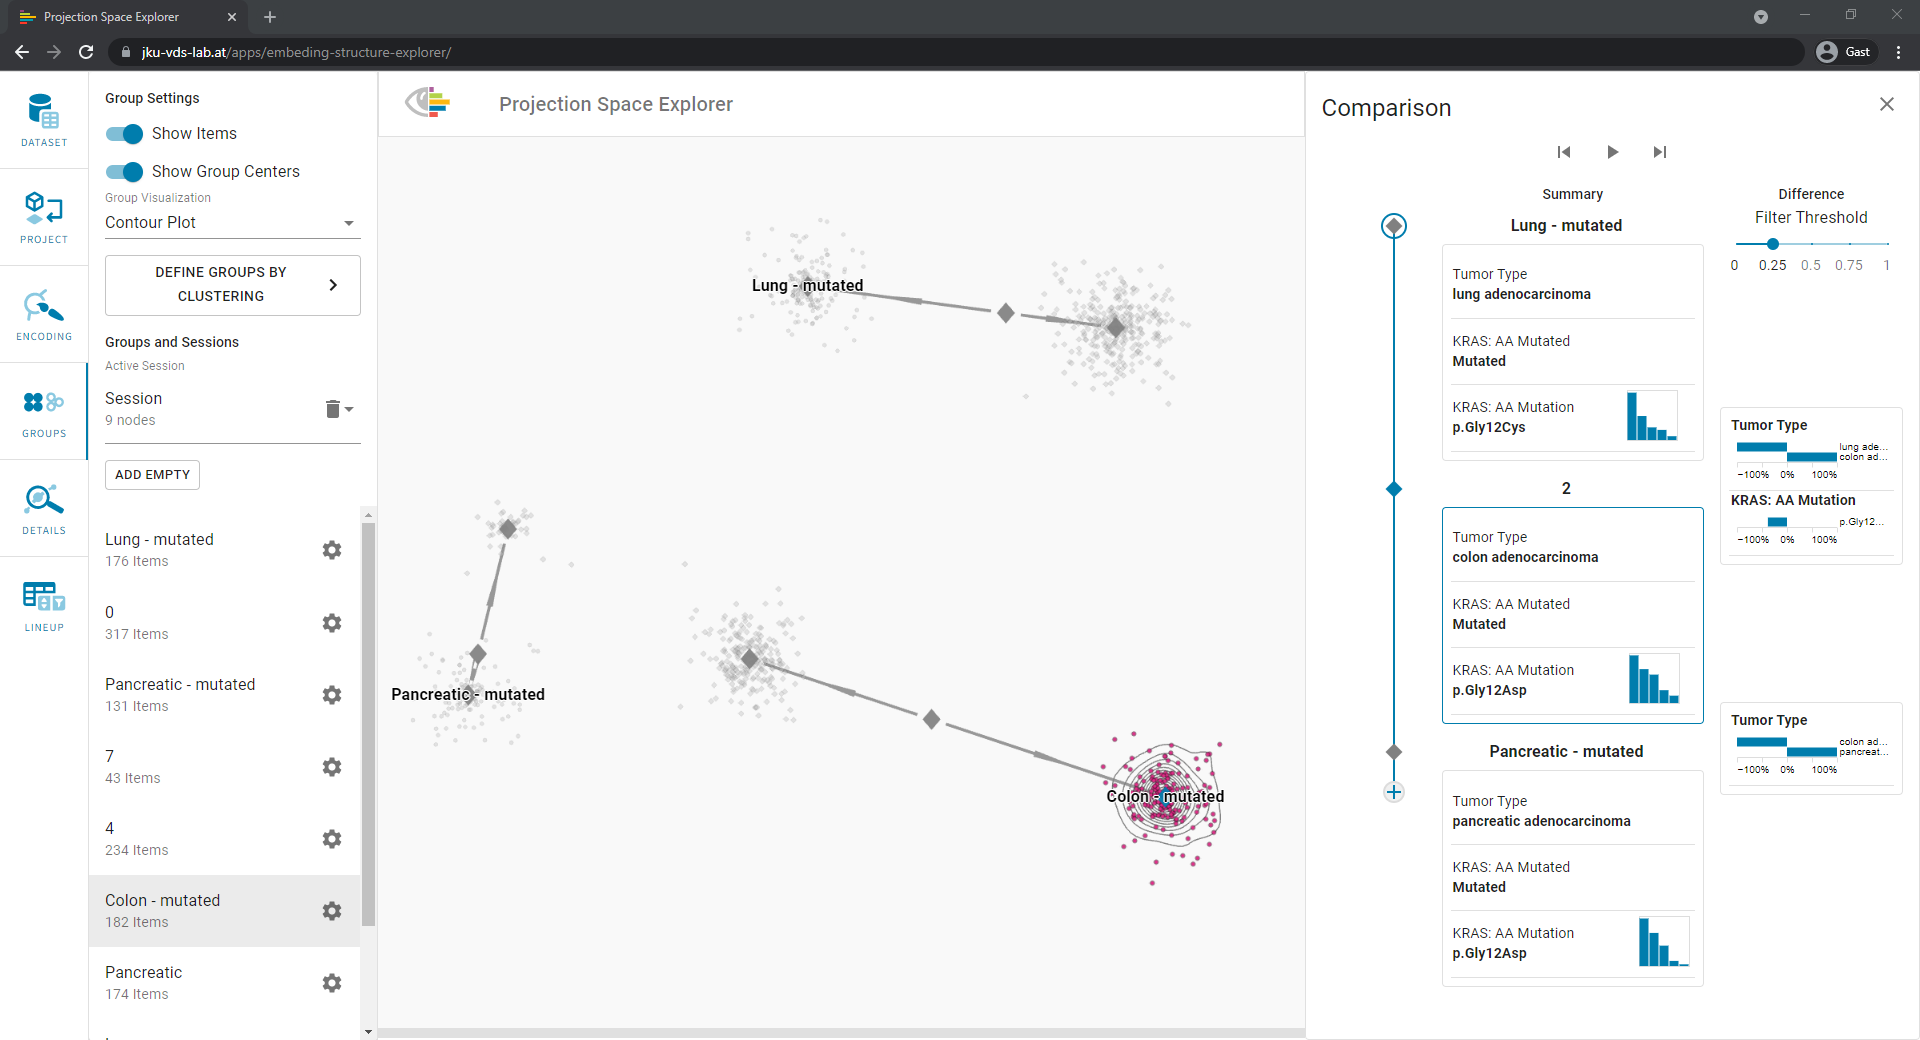 Projection Space Explorer
jku-vds-lab.at/apps/embeding-structure-explorer/
Gast
DATASET
PROJECT
ENCODING
GROUPS
DETAILS
LINEUP
Group Settings
Show Items
Show Group Centers
Group Visualization
Contour Plot
DEFINE GROUPS BY
CLUSTERING
Groups and Sessions
Active Session
Session
9 nodes
ADD EMPTY
Lung - mutated
176 Items
0
317 Items
Pancreatic - mutated
131 Items
7
43 Items
4
234 Items
Colon - mutated
182 Items
Pancreatic
174 Items
Projection Space Explorer
Lung - mutated
Pancreatic - mutated
Colon - mutated
Comparison
Summary
Lung - mutated
Tumor Type
lung adenocarcinoma
KRAS: AA Mutated
Mutated
KRAS: AA Mutation
p.Gly12Cys
2
Tumor Type
colon adenocarcinoma
KRAS: AA Mutated
Mutated
KRAS: AA Mutation
p.Gly12Asp
Pancreatic - mutated
Tumor Type
pancreatic adenocarcinoma
KRAS: AA Mutated
Mutated
KRAS: AA Mutation
p.Gly12Asp
Difference
Filter Threshold
0 0.25 0.5 0.75 1
Tumor Type
lung ade...
colon ad...
−100% 0% 100%
KRAS: AA Mutation
p.Gly12...
−100% 0% 100%
Tumor Type
colon ad...
pancreat...
−100% 0% 100%